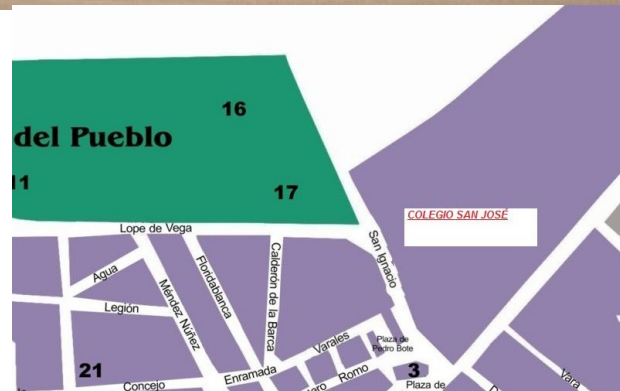 16
del Pueblo
11
17
COLEGIO SAN JOSÉ
Lope de Vega
San Ignacio
Agua
Méndez Núñez
Floridablanca
Calderón de la Barca
Legión
Varales
Plaza de
Pedro Bote
21
Concejo
Enramada
Romo
3
Plaza de
Vara